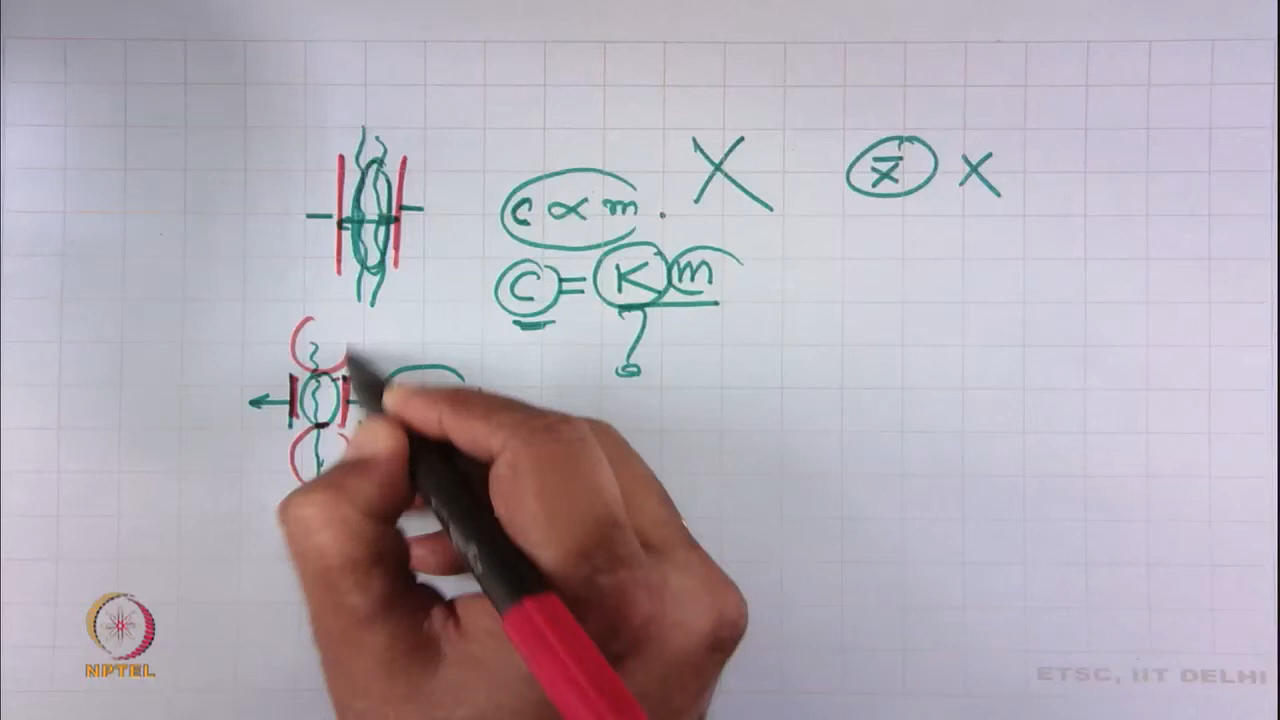 c ∝ m . X
x̄ X
C = K m
NPTEL
ETSC, IIT DELHI